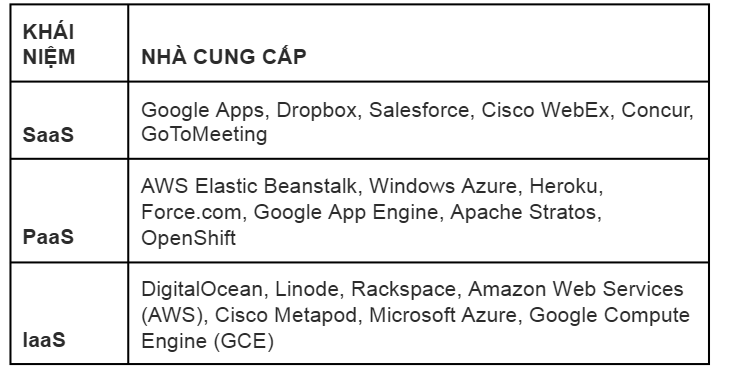 KHÁI
NIỆM
NHÀ CUNG CẤP
SaaS
Google Apps, Dropbox, Salesforce, Cisco WebEx, Concur,
GoToMeeting
PaaS
AWS Elastic Beanstalk, Windows Azure, Heroku,
Force.com, Google App Engine, Apache Stratos,
OpenShift
IaaS
DigitalOcean, Linode, Rackspace, Amazon Web Services
(AWS), Cisco Metapod, Microsoft Azure, Google Compute
Engine (GCE)